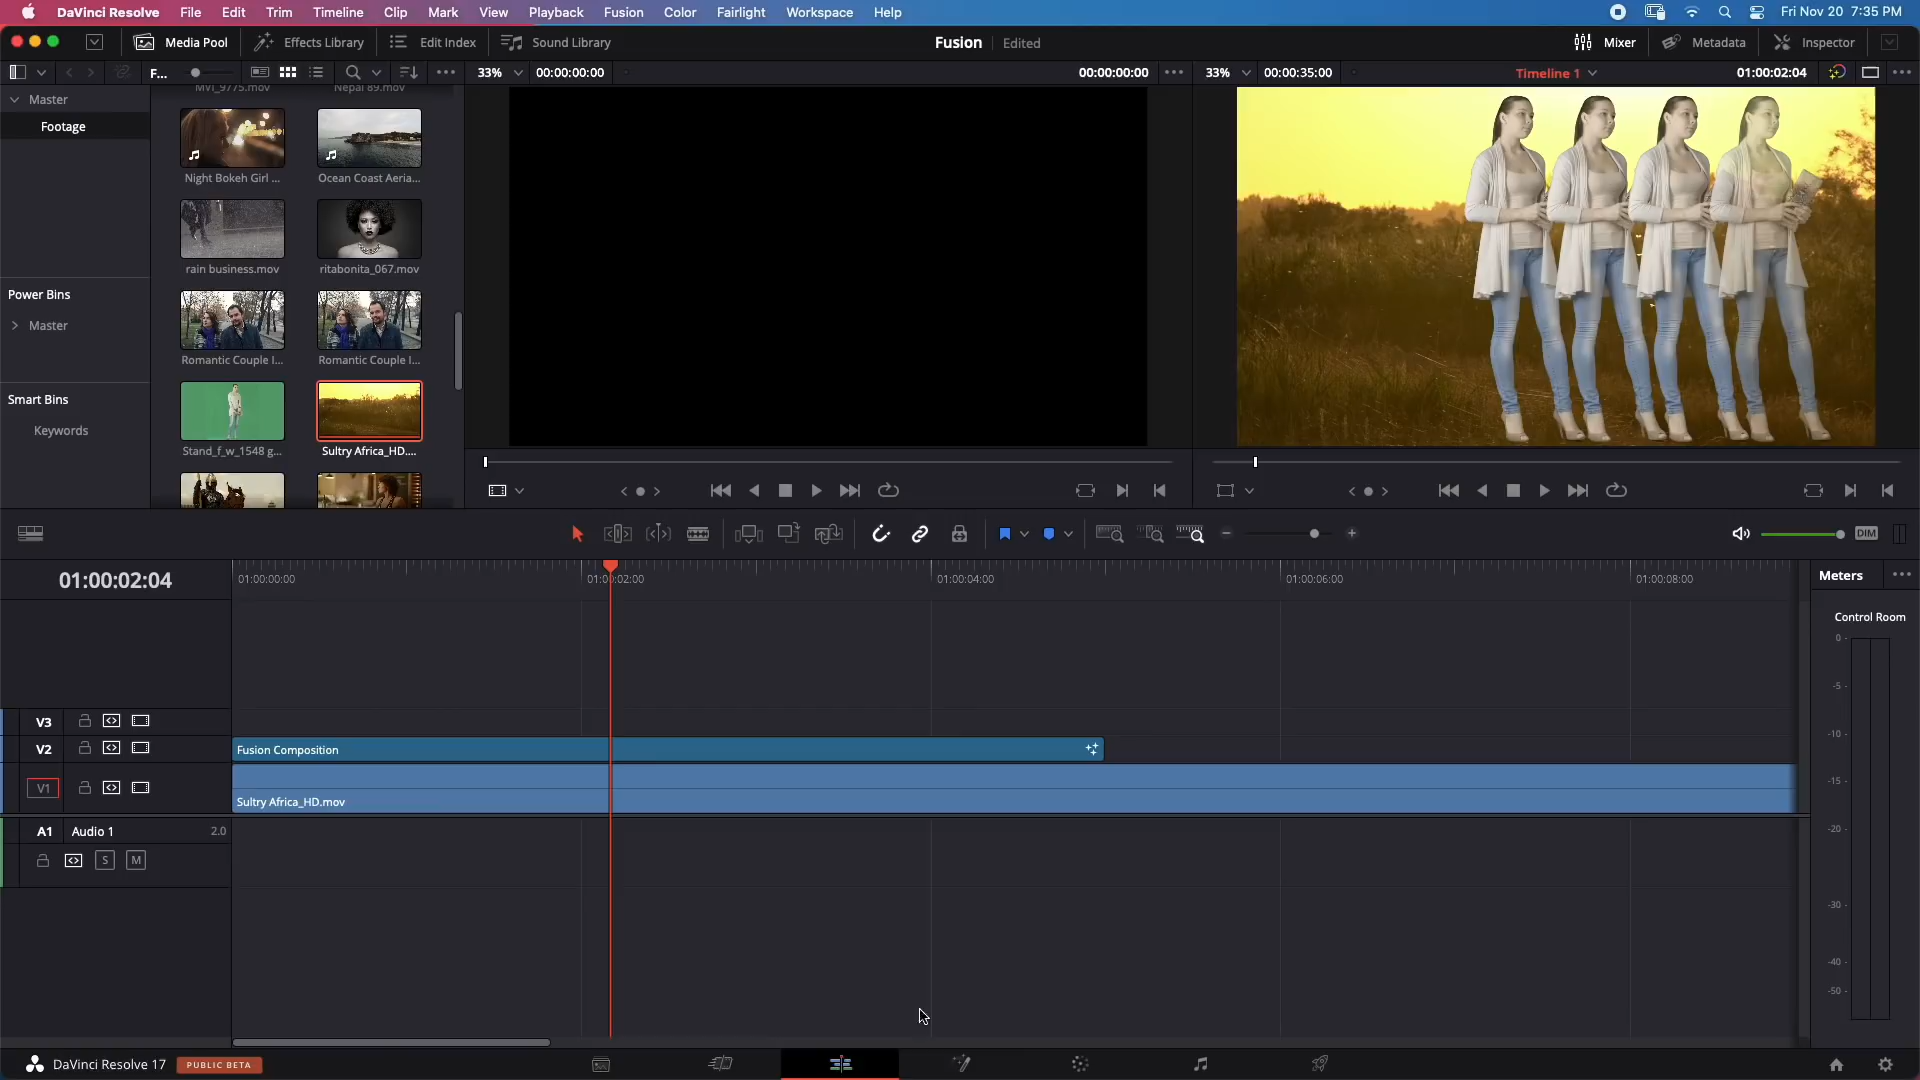 DaVinci Resolve File Edit Trim Timeline Clip Mark View Playback Fusion Color Fairlight Workspace Help Fri Nov 20 7:35 PM
Media Pool Effects Library Edit Index Sound Library Fusion Edited Mixer Metadata Inspector
F... 33% 00:00:00:00 00:00:00:00 33% 00:00:35:00 Timeline 1 01:00:02:04
Master
Footage
Power Bins
Master
Smart Bins
Keywords
MVI_9775.mov Nepal 89.mov
Night Bokeh Girl ... Ocean Coast Aeria...
rain business.mov ritabonita_067.mov
Romantic Couple I... Romantic Couple I...
Stand_f_w_1548 g... Sultry Africa_HD....
DIM
01:00:02:04 01:00:00:00 01:00:02:00 01:00:04:00 01:00:06:00 01:00:08:00
V3
V2 Fusion Composition
V1 Sultry Africa_HD.mov
A1 Audio 1 2.0
S M
Meters
Control Room
0
-5
-10
-15
-20
-30
-40
-50
DaVinci Resolve 17 PUBLIC BETA